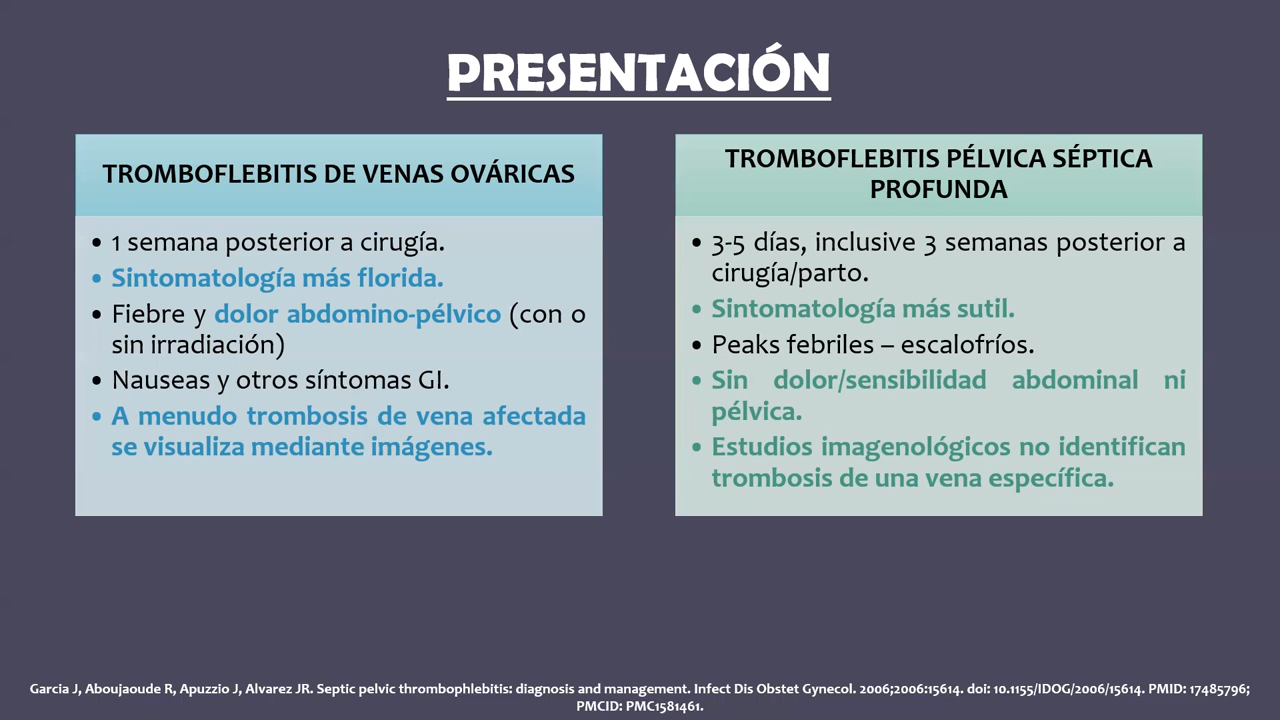 PRESENTACIÓN
TROMBOFLEBITIS DE VENAS OVÁRICAS
• 1 semana posterior a cirugía.
• Sintomatología más florida.
• Fiebre y dolor abdomino-pélvico (con o
sin irradiación)
• Nauseas y otros síntomas GI.
• A menudo trombosis de vena afectada
se visualiza mediante imágenes.
TROMBOFLEBITIS PÉLVICA SÉPTICA
PROFUNDA
• 3-5 días, inclusive 3 semanas posterior a
cirugía/parto.
• Sintomatología más sutil.
• Peaks febriles – escalofríos.
• Sin dolor/sensibilidad abdominal ni
pélvica.
• Estudios imagenológicos no identifican
trombosis de una vena específica.
Garcia J, Aboujaoude R, Apuzzio J, Alvarez JR. Septic pelvic thrombophlebitis: diagnosis and management. Infect Dis Obstet Gynecol. 2006;2006:15614. doi: 10.1155/IDOG/2006/15614. PMID: 17485796;
PMCID: PMC1581461.